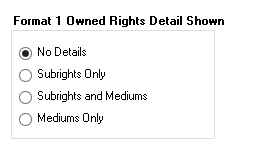 Format 1 Owned Rights Detail Shown
No Details
Subrights Only
Subrights and Mediums
Mediums Only